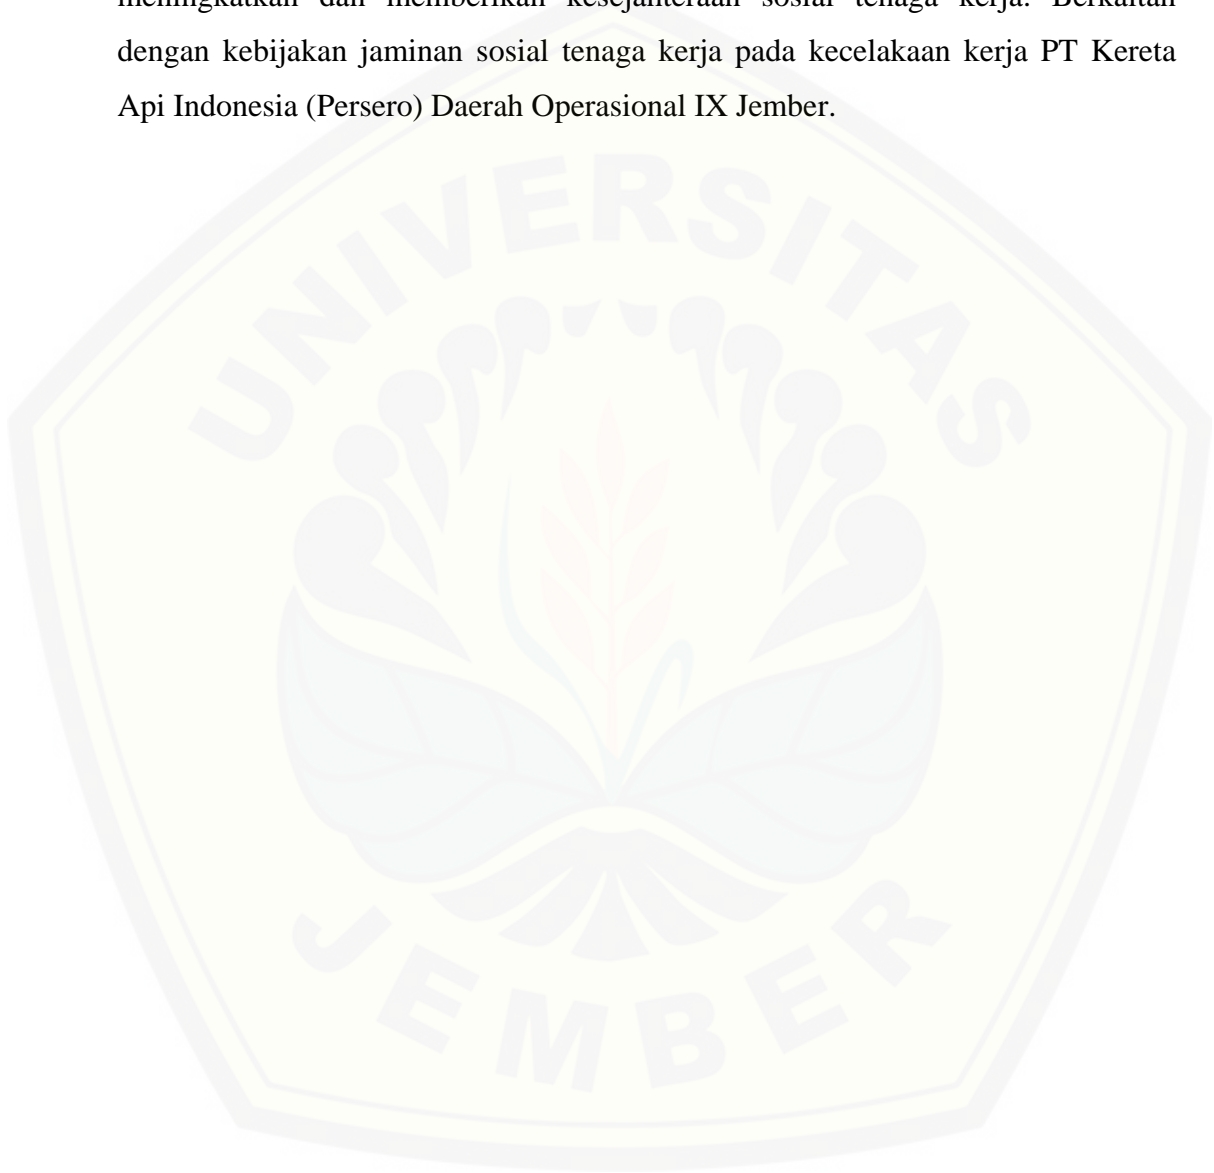 meningkatkan dan memberikan kesejahteraan sosial tenaga kerja. Berkaitan
dengan kebijakan jaminan sosial tenaga kerja pada kecelakaan kerja PT Kereta
Api Indonesia (Persero) Daerah Operasional IX Jember.
UNIVERSITAS
JEMBER